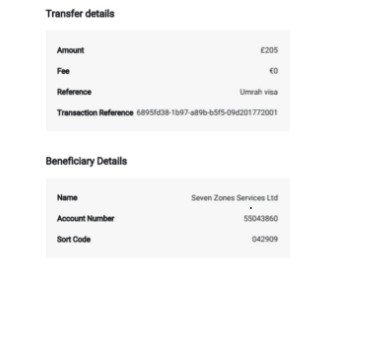 Transfer details
Amount £205
Fee €0
Reference Umrah visa
Transaction Reference 6895fd38-1b97-a89b-b5f5-09d201772001
Beneficiary Details
Name Seven Zones Services Ltd
Account Number 55043860
Sort Code 042909